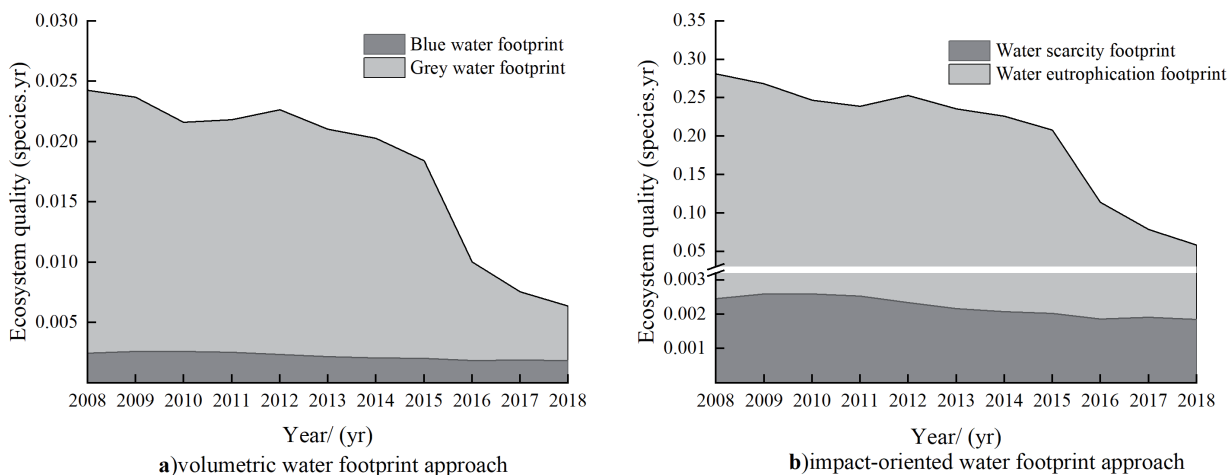 Ecosystem quality (species.yr)
0.030
0.025
0.020
0.015
0.010
0.005
Blue water footprint
Grey water footprint
2008 2009 2010 2011 2012 2013 2014 2015 2016 2017 2018
Year/ (yr)
a)volumetric water footprint approach
Ecosystem quality (species.yr)
0.35
0.30
0.25
0.20
0.15
0.10
0.05
0.003
0.002
0.001
Water scarcity footprint
Water eutrophication footprint
2008 2009 2010 2011 2012 2013 2014 2015 2016 2017 2018
Year/ (yr)
b)impact-oriented water footprint approach